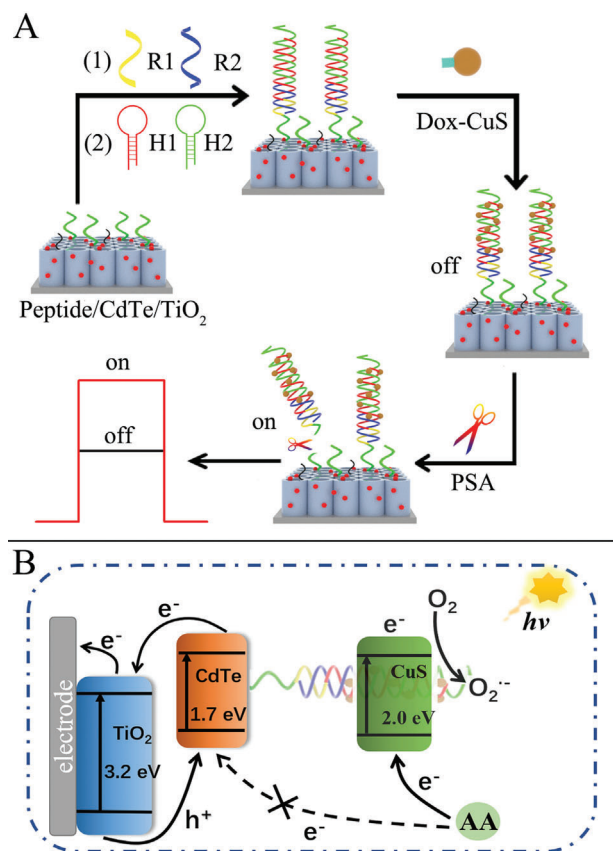 A
(1) R1 R2
(2) H1 H2
Dox-CuS
Peptide/CdTe/TiO₂
off
on
off
on
PSA
B
electrode
e⁻
e⁻
TiO₂
3.2 eV
h⁺
CdTe
1.7 eV
e⁻
CuS
2.0 eV
O₂
O₂·⁻
hν
e⁻
e⁻
AA